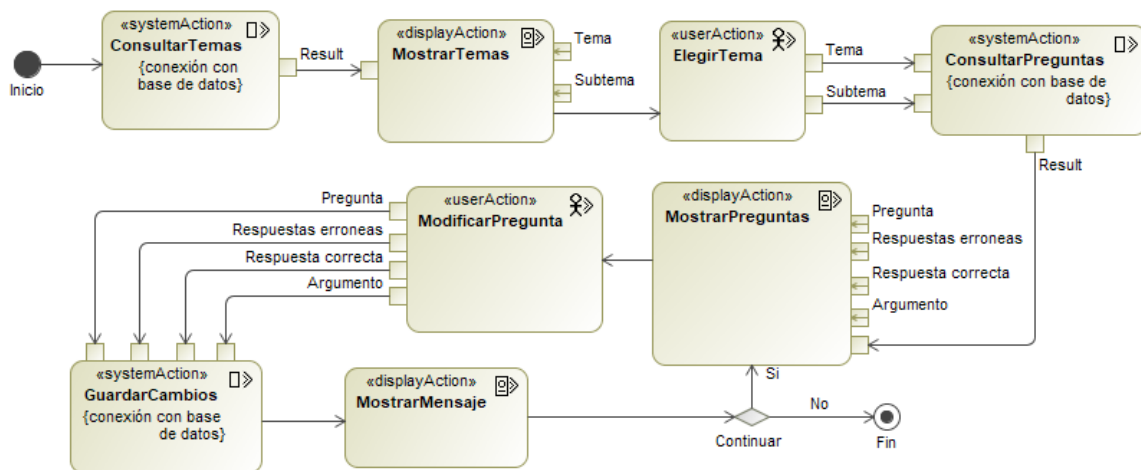 «systemAction»
ConsultarTemas
{conexión con
base de datos}
Inicio
Result
«displayAction»
MostrarTemas
Tema
Subtema
«userAction»
ElegirTema
Tema
Subtema
«systemAction»
ConsultarPreguntas
{conexión con base de
datos}
Result
«displayAction»
MostrarPreguntas
Pregunta
Respuestas erroneas
Respuesta correcta
Argumento
«userAction»
ModificarPregunta
Pregunta
Respuestas erroneas
Respuesta correcta
Argumento
«systemAction»
GuardarCambios
{conexión con base
de datos}
«displayAction»
MostrarMensaje
Si
No
Continuar
Fin